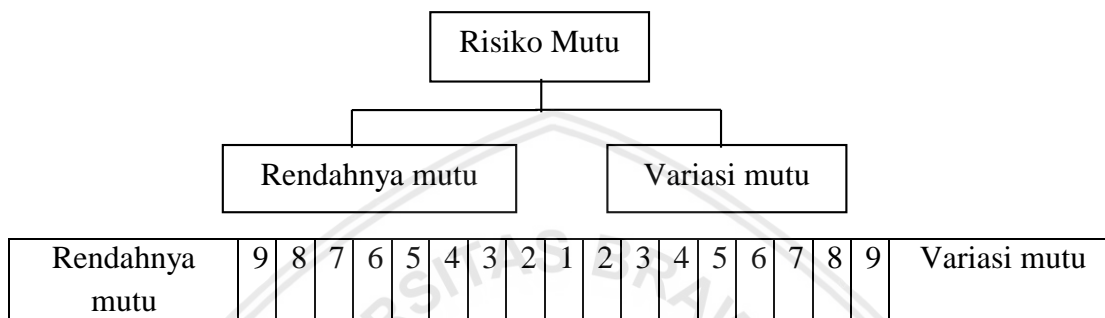 Risiko Mutu
Rendahnya mutu Variasi mutu
Rendahnya 9 8 7 6 5 4 3 2 1 2 3 4 5 6 7 8 9 Variasi mutu
mutu